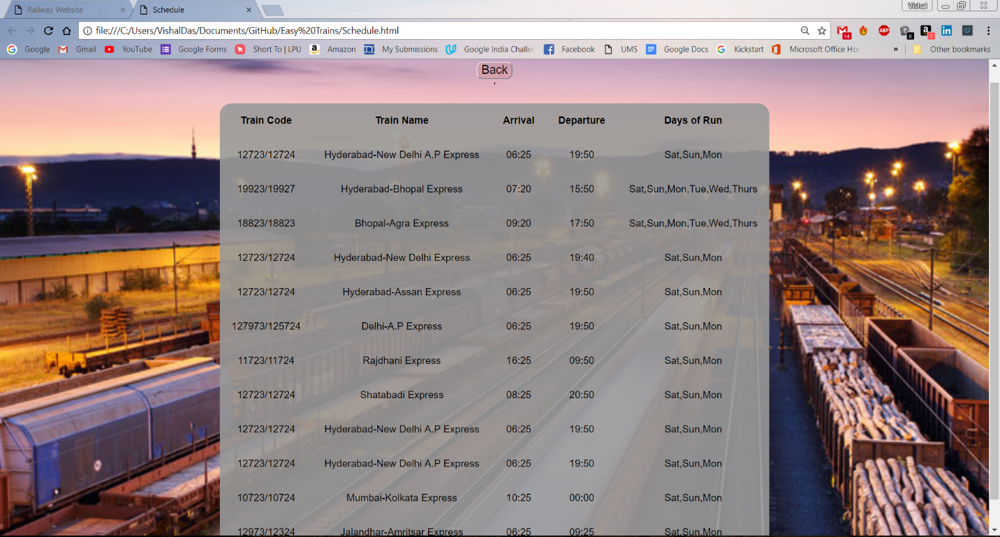 Railway Website
Schedule
Vishal
file:///C:/Users/VishalDas/Documents/GitHub/Easy%20Trains/Schedule.html
14
ABP
0
7
Google Gmail YouTube Google Forms Short To | LPU Amazon My Submissions Google India Challen Facebook UMS Google Docs Kickstart Microsoft Office Hom » Other bookmarks
Back
'
Train Code Train Name Arrival Departure Days of Run
12723/12724 Hyderabad-New Delhi A.P Express 06:25 19:50 Sat,Sun,Mon
19923/19927 Hyderabad-Bhopal Express 07:20 15:50 Sat,Sun,Mon,Tue,Wed,Thurs
18823/18823 Bhopal-Agra Express 09:20 17:50 Sat,Sun,Mon,Tue,Wed,Thurs
12723/12724 Hyderabad-New Delhi Express 06:25 19:40 Sat,Sun,Mon
12723/12724 Hyderabad-Assan Express 06:25 19:50 Sat,Sun,Mon
127973/125724 Delhi-A.P Express 06:25 19:50 Sat,Sun,Mon
11723/11724 Rajdhani Express 16:25 09:50 Sat,Sun,Mon
12723/12724 Shatabadi Express 08:25 20:50 Sat,Sun,Mon
12723/12724 Hyderabad-New Delhi A.P Express 06:25 19:50 Sat,Sun,Mon
12723/12724 Hyderabad-New Delhi A.P Express 06:25 19:50 Sat,Sun,Mon
10723/10724 Mumbai-Kolkata Express 10:25 00:00 Sat,Sun,Mon
12973/12324 Jalandhar-Amritsar Express 06:25 09:25 Sat,Sun,Mon